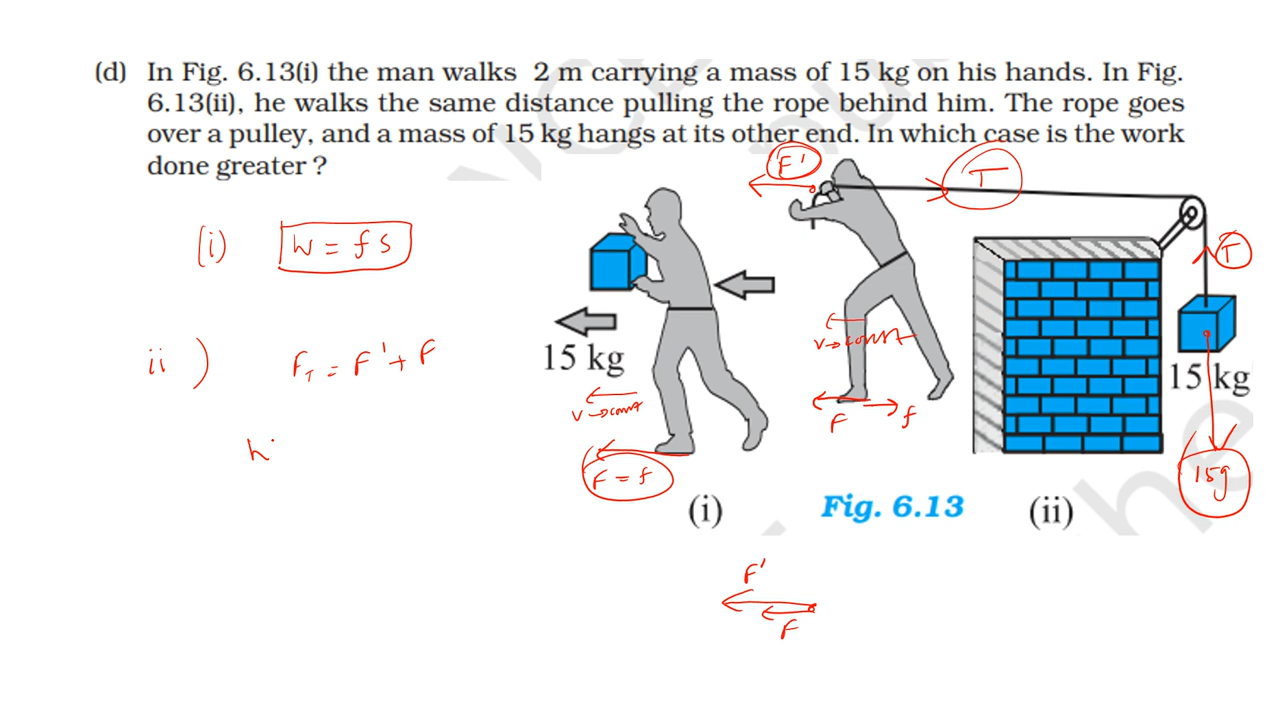 (d) In Fig. 6.13(i) the man walks 2 m carrying a mass of 15 kg on his hands. In Fig.
6.13(ii), he walks the same distance pulling the rope behind him. The rope goes
over a pulley, and a mass of 15 kg hangs at its other end. In which case is the work
done greater ?
F'
T
(i) W = f s
T
v→const
15 kg
ii) F₁ = F' + F
15 kg
v→const
F
f
F = f
15g
(i)
Fig. 6.13
(ii)
F'
F